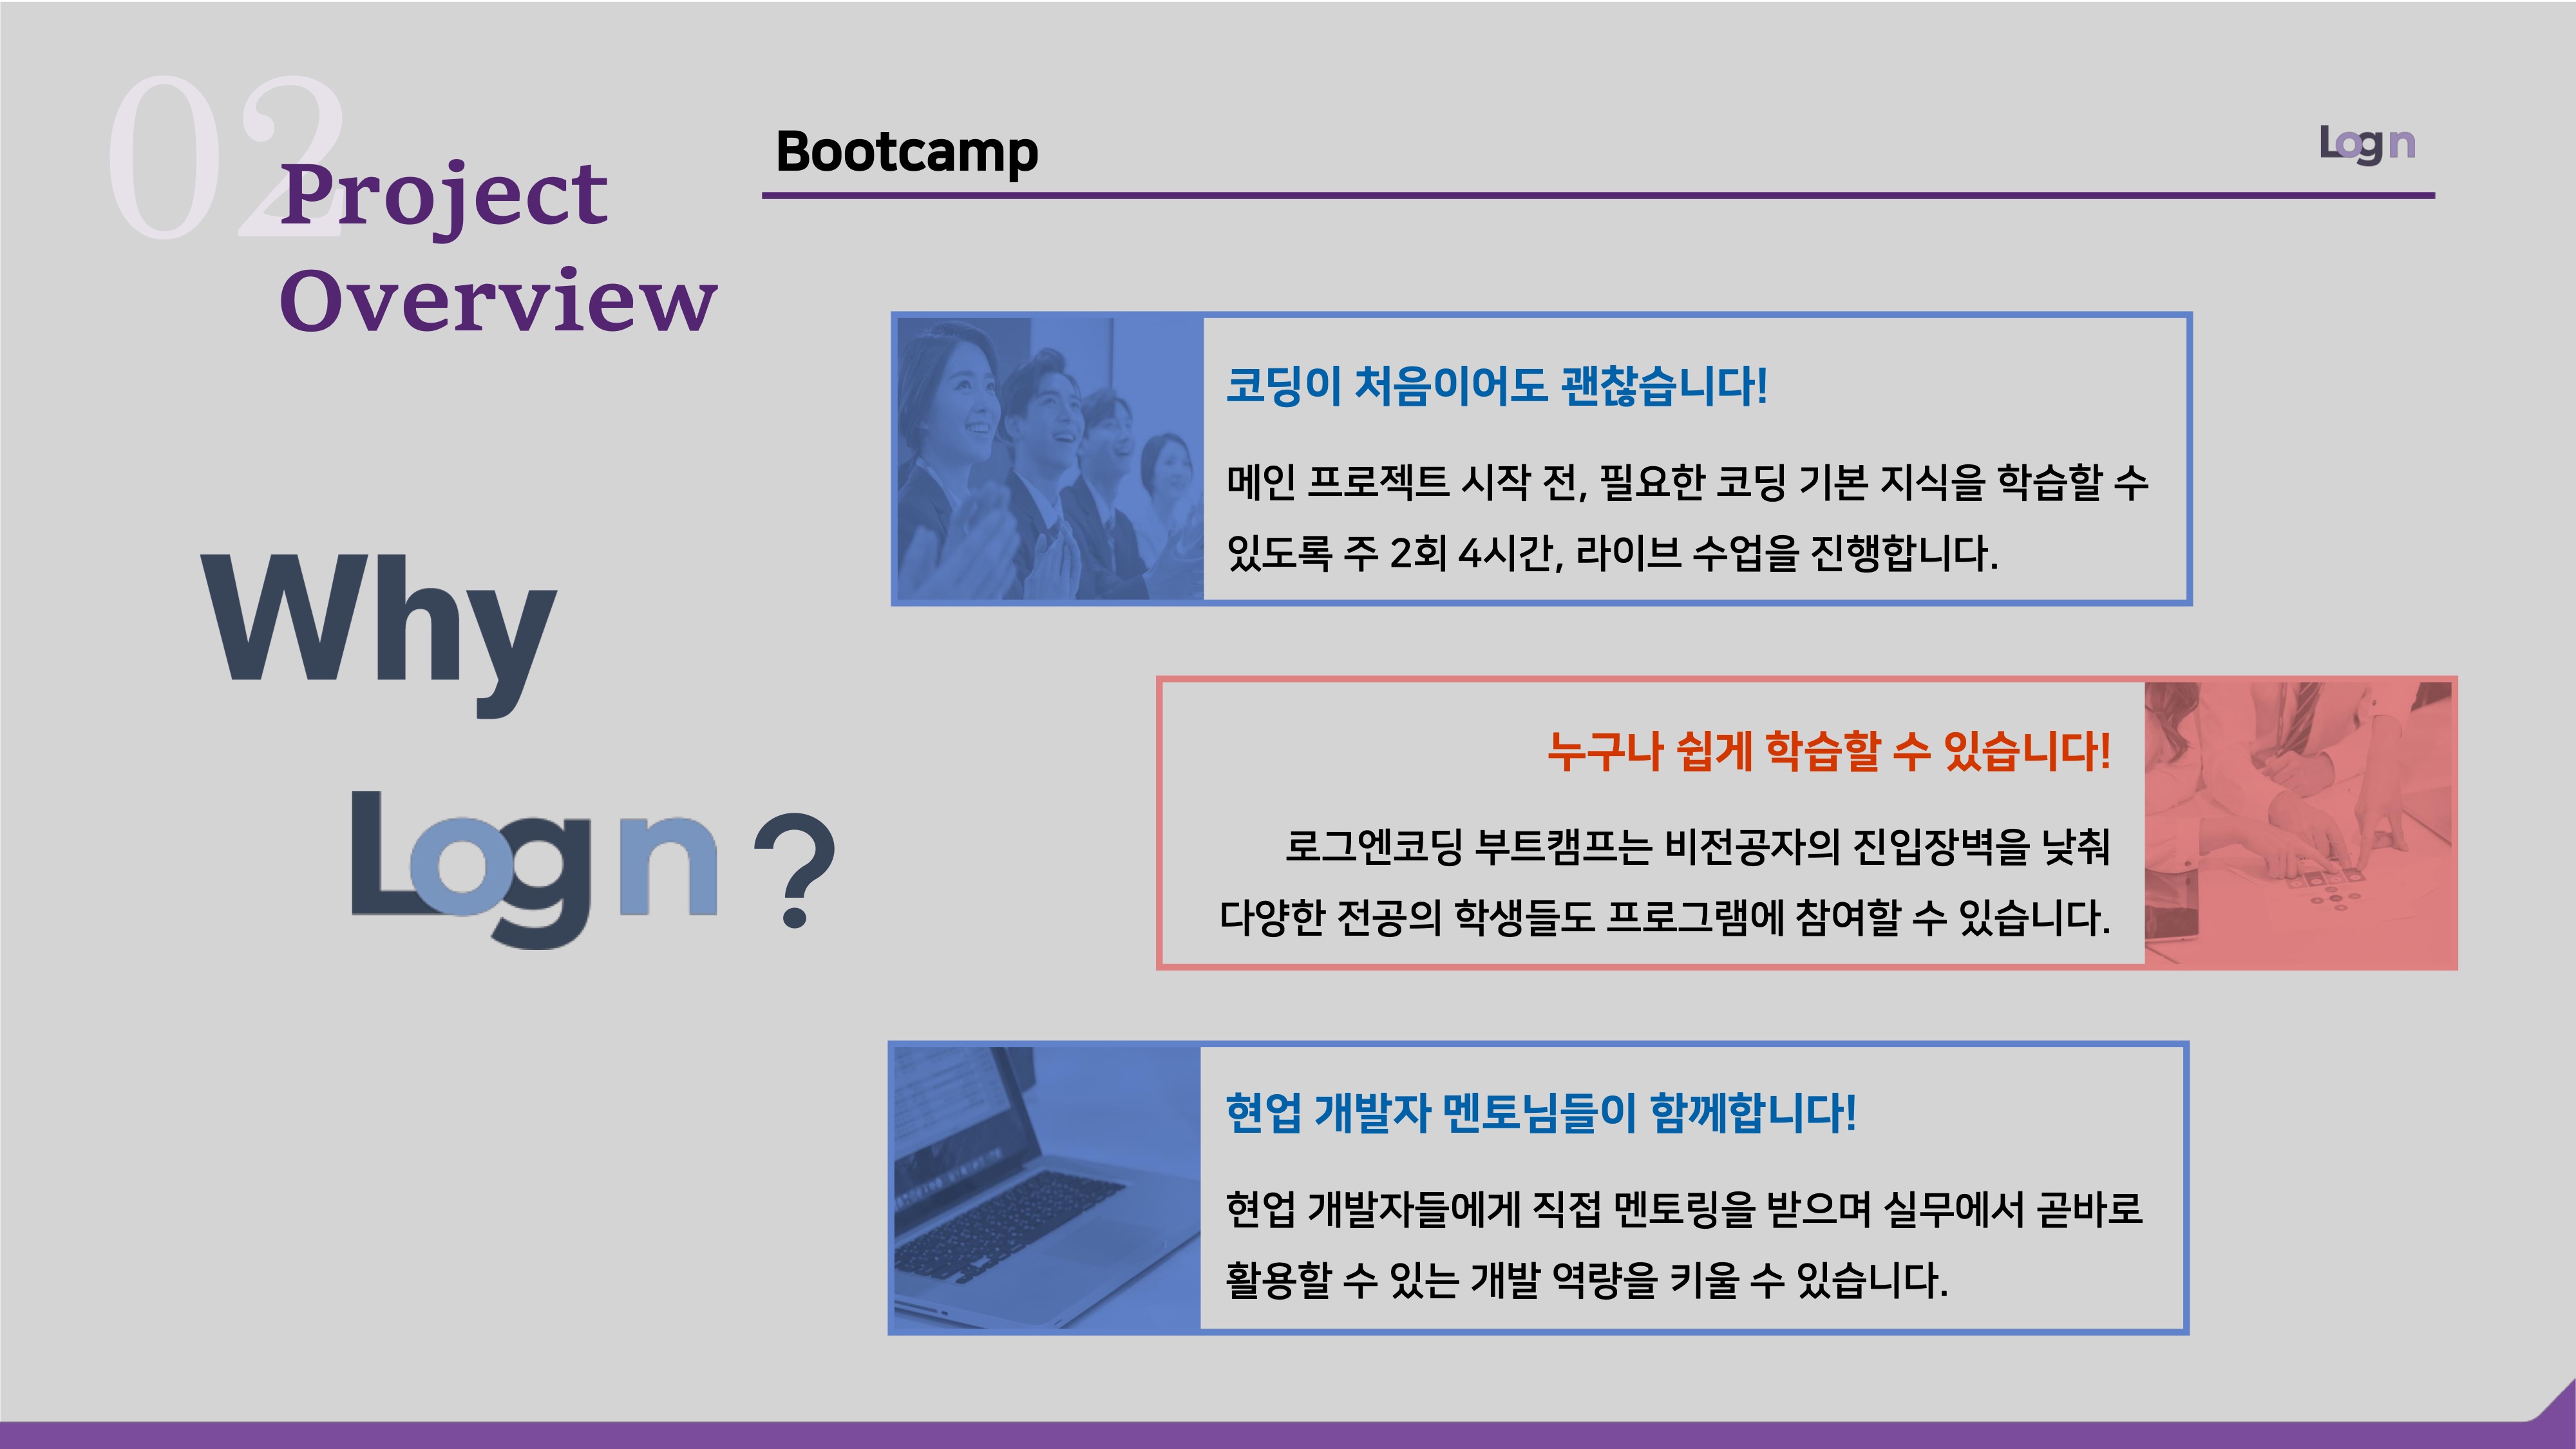 02
Project
Overview
Bootcamp
Logn
Why
Logn?
코딩이 처음이어도 괜찮습니다!
메인 프로젝트 시작 전, 필요한 코딩 기본 지식을 학습할 수
있도록 주 2회 4시간, 라이브 수업을 진행합니다.
누구나 쉽게 학습할 수 있습니다!
로그엔코딩 부트캠프는 비전공자의 진입장벽을 낮춰
다양한 전공의 학생들도 프로그램에 참여할 수 있습니다.
현업 개발자 멘토님들이 함께합니다!
현업 개발자들에게 직접 멘토링을 받으며 실무에서 곧바로
활용할 수 있는 개발 역량을 키울 수 있습니다.